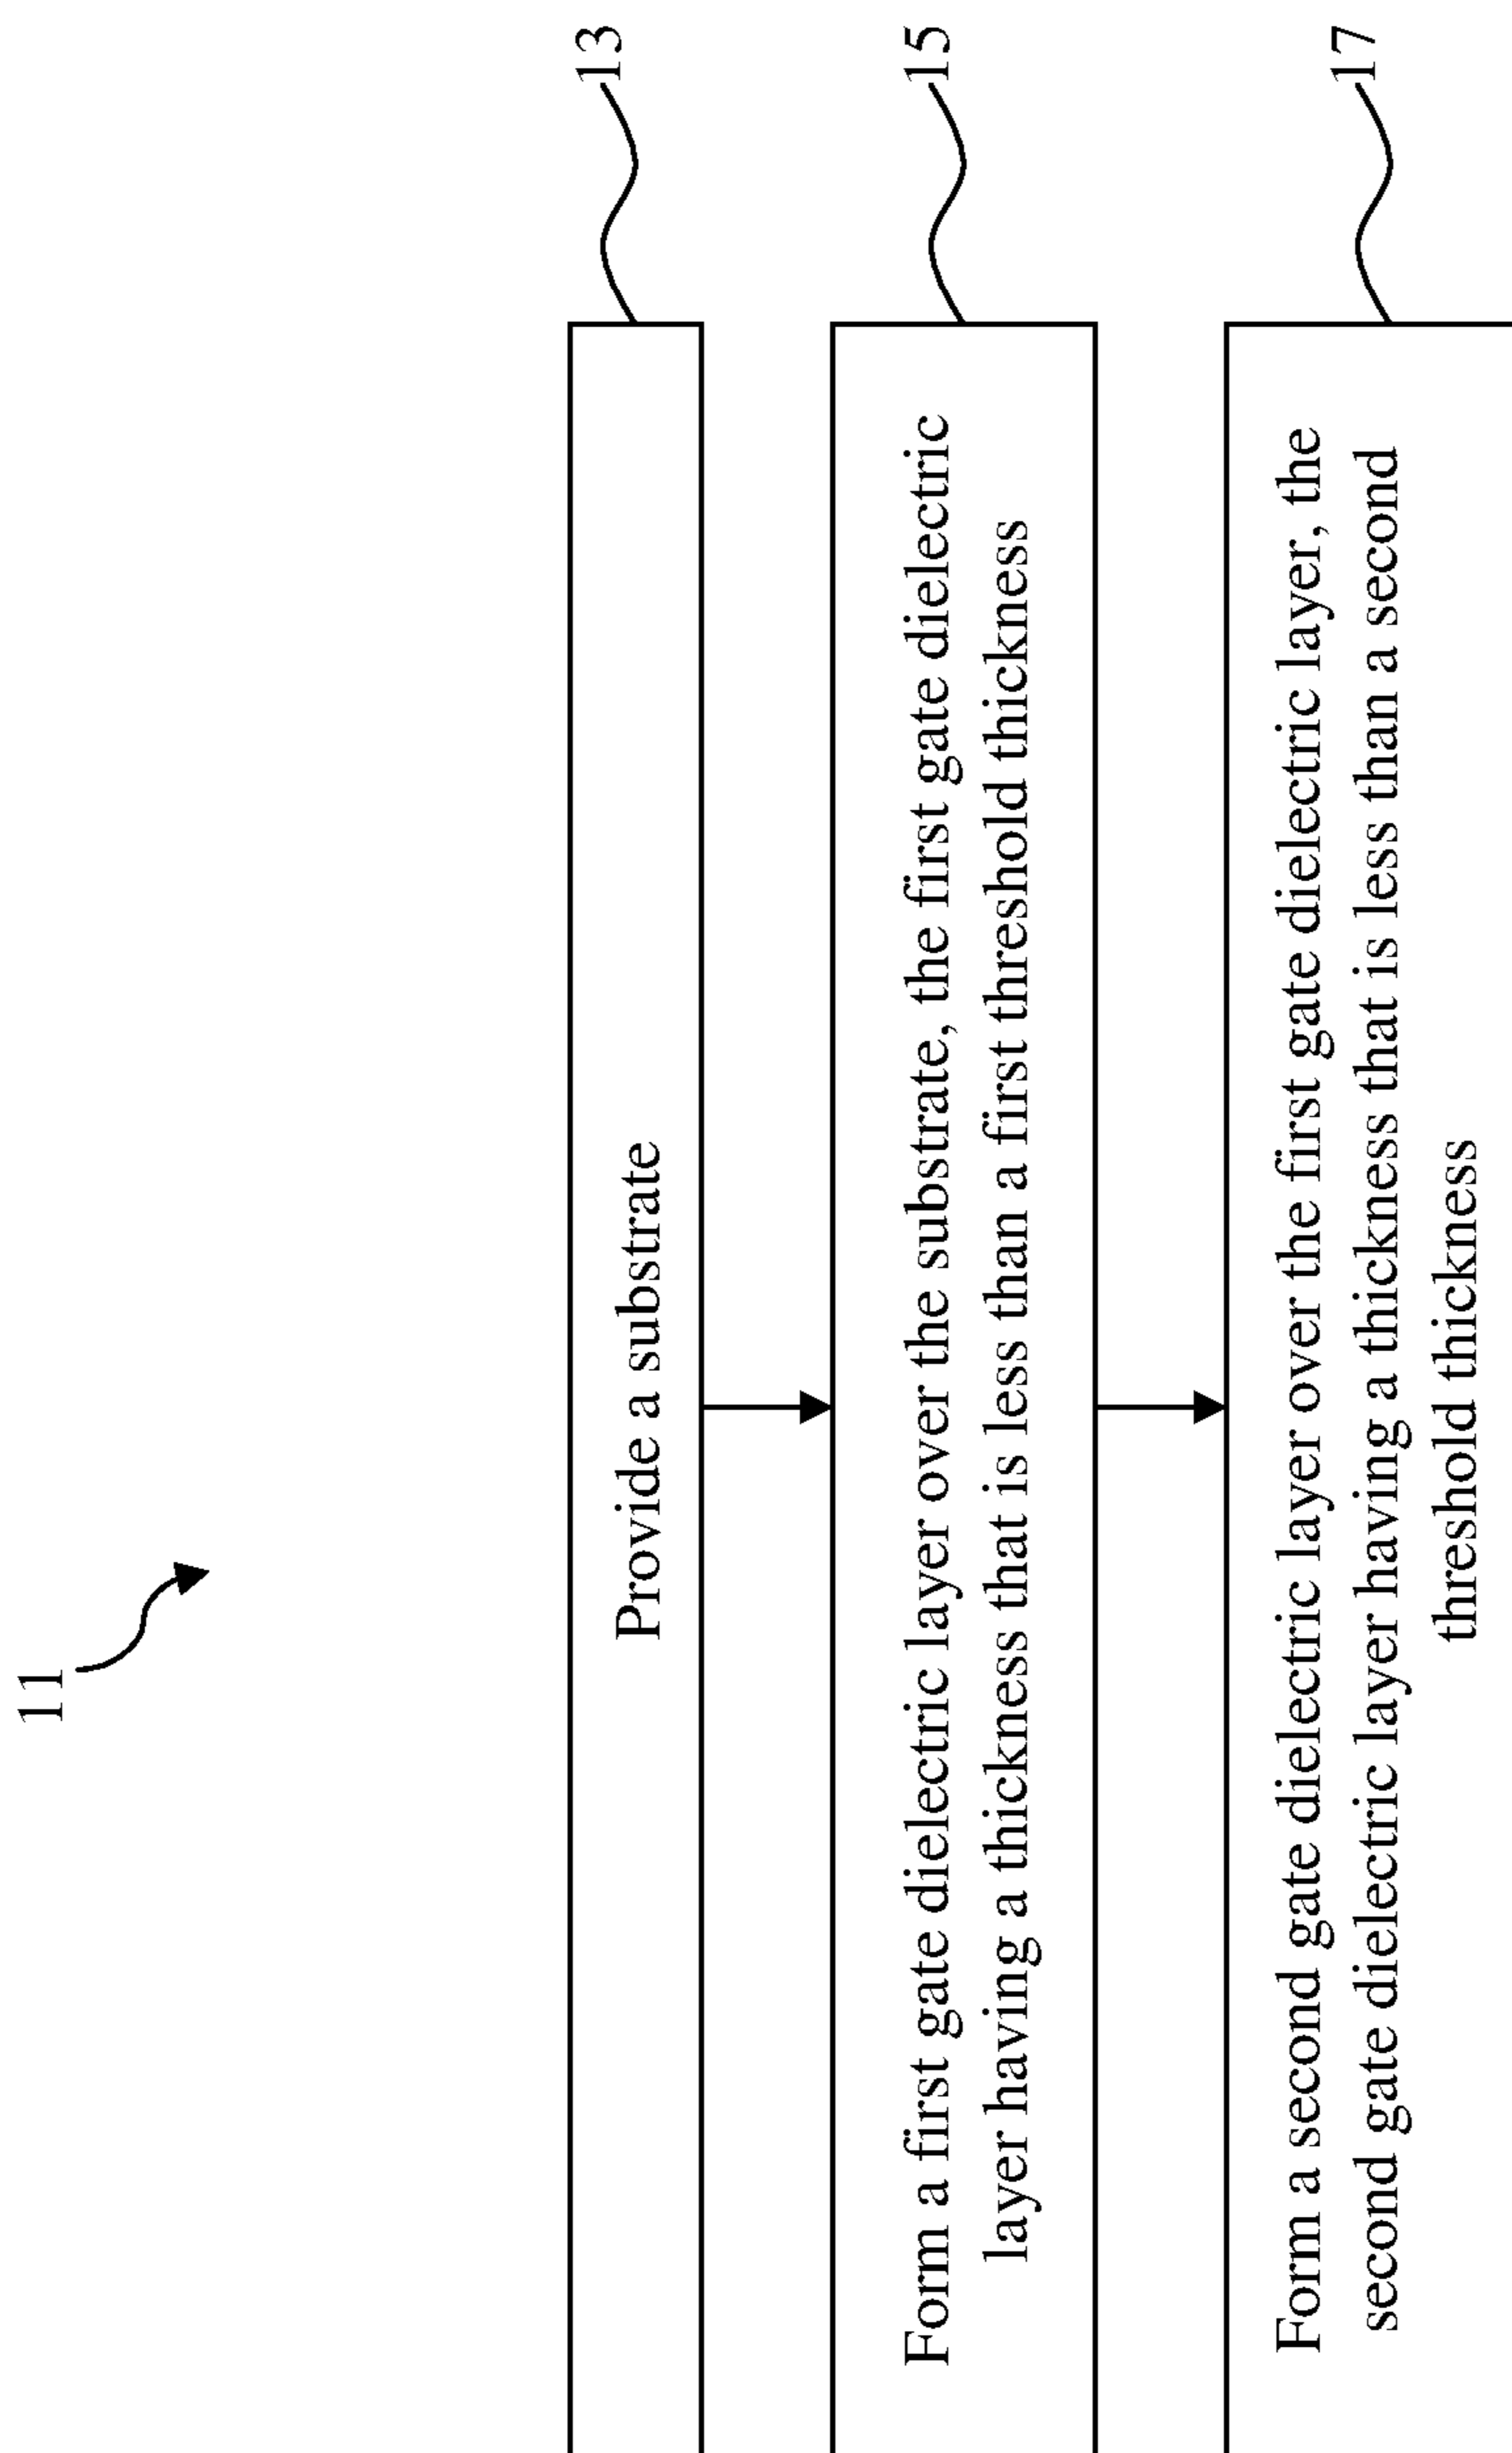 11
13
Provide a substrate
15
Form a first gate dielectric layer over the substrate, the first gate dielectric
layer having a thickness that is less than a first threshold thickness
17
Form a second gate dielectric layer over the first gate dielectric layer, the
second gate dielectric layer having a thickness that is less than a second
threshold thickness